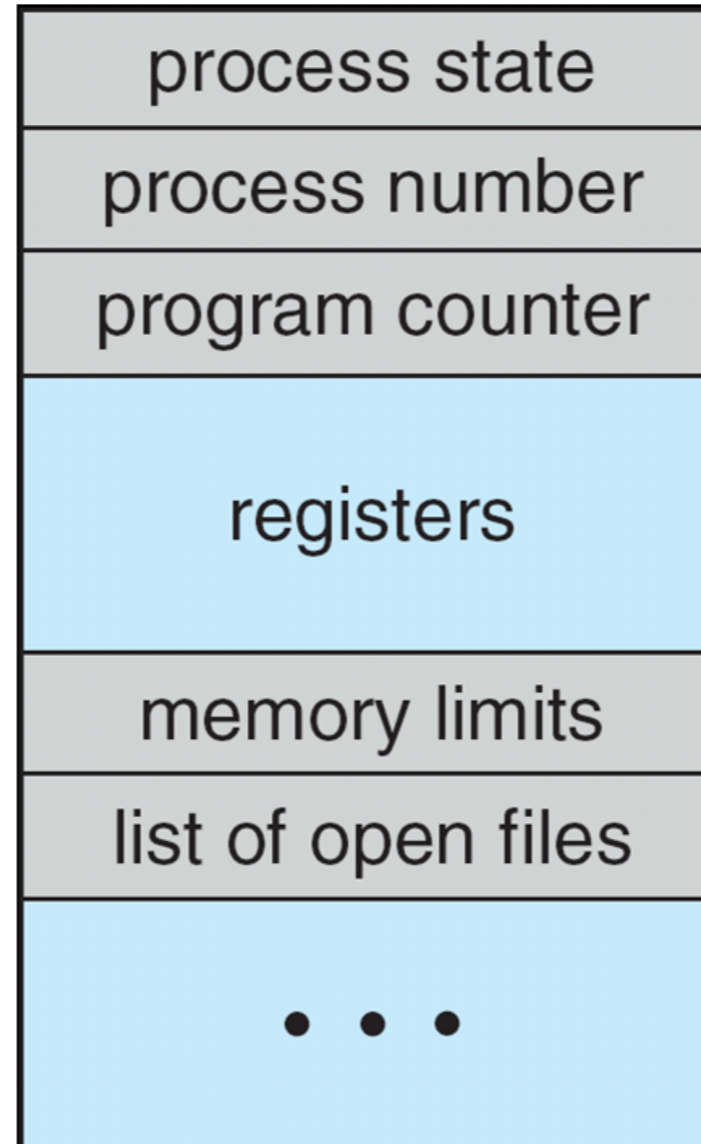 process state
process number
program counter
registers
memory limits
list of open files
• • •